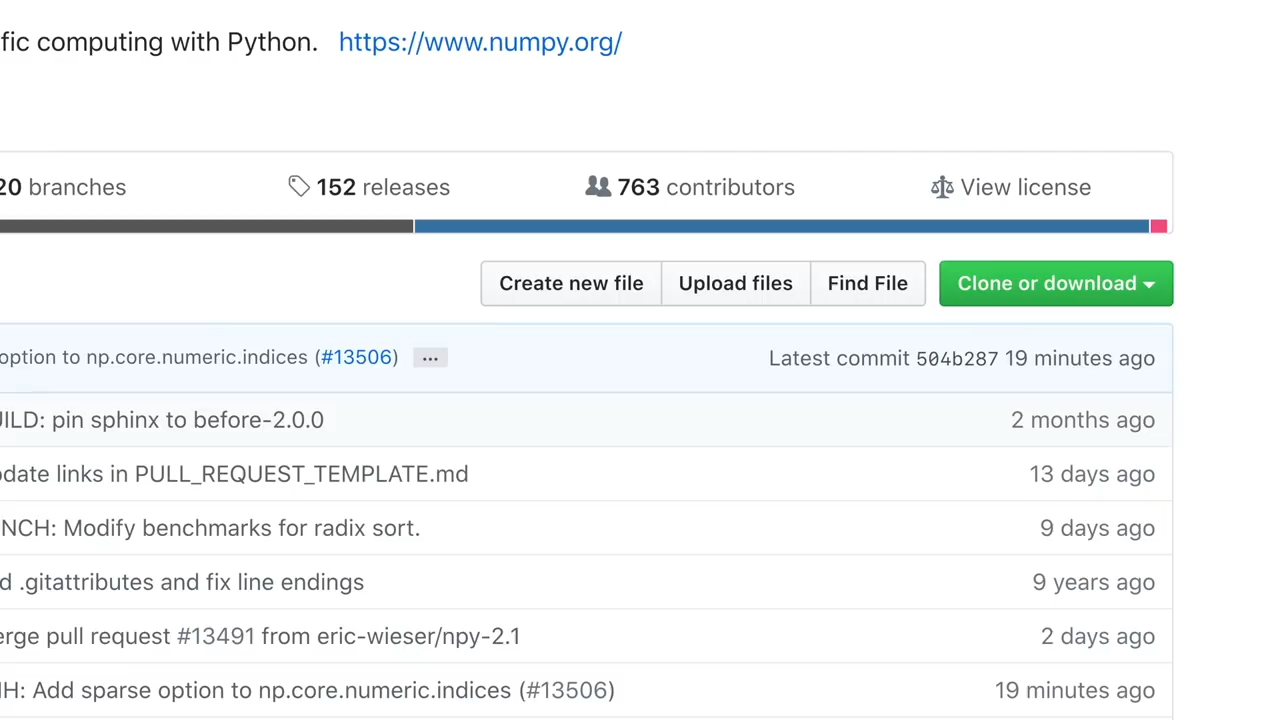 fic computing with Python. https://www.numpy.org/
20 branches 152 releases 763 contributors View license
Create new file Upload files Find File Clone or download
option to np.core.numeric.indices (#13506) ... Latest commit 504b287 19 minutes ago
UILD: pin sphinx to before-2.0.0 2 months ago
pdate links in PULL_REQUEST_TEMPLATE.md 13 days ago
NCH: Modify benchmarks for radix sort. 9 days ago
d .gitattributes and fix line endings 9 years ago
erge pull request #13491 from eric-wieser/npy-2.1 2 days ago
NH: Add sparse option to np.core.numeric.indices (#13506) 19 minutes ago